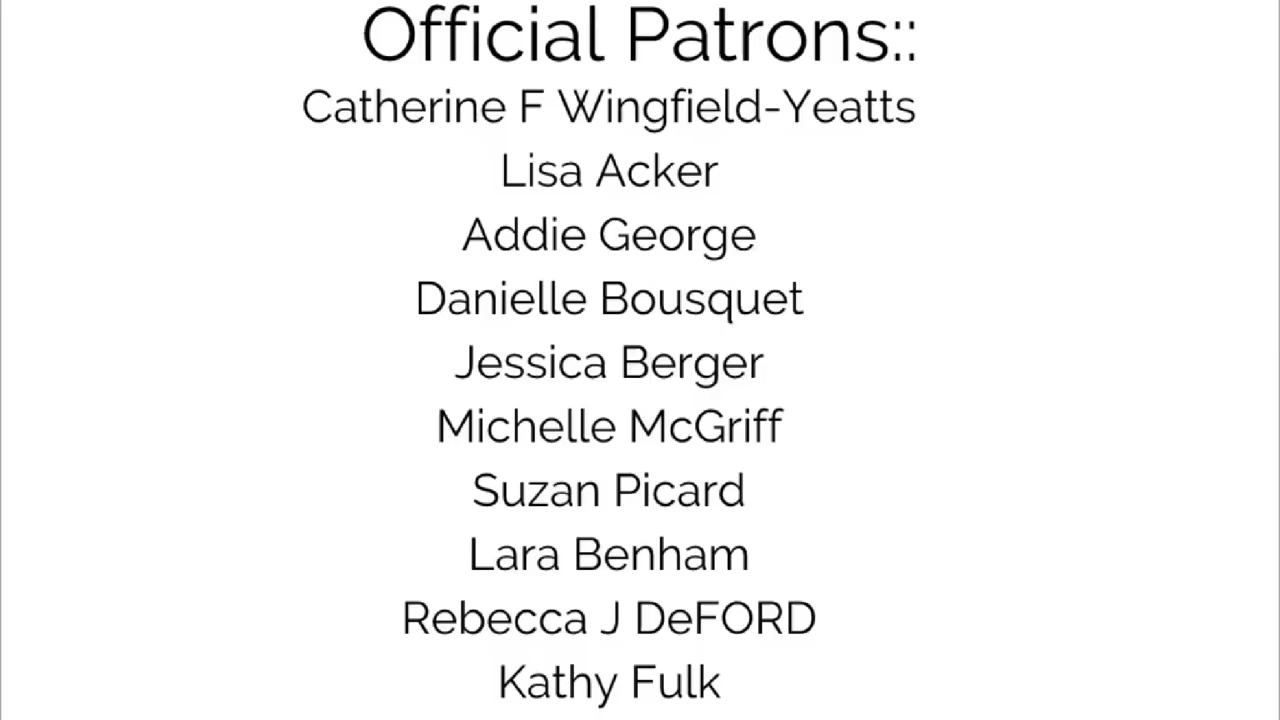 Official Patrons::
Catherine F Wingfield-Yeatts
Lisa Acker
Addie George
Danielle Bousquet
Jessica Berger
Michelle McGriff
Suzan Picard
Lara Benham
Rebecca J DeFORD
Kathy Fulk